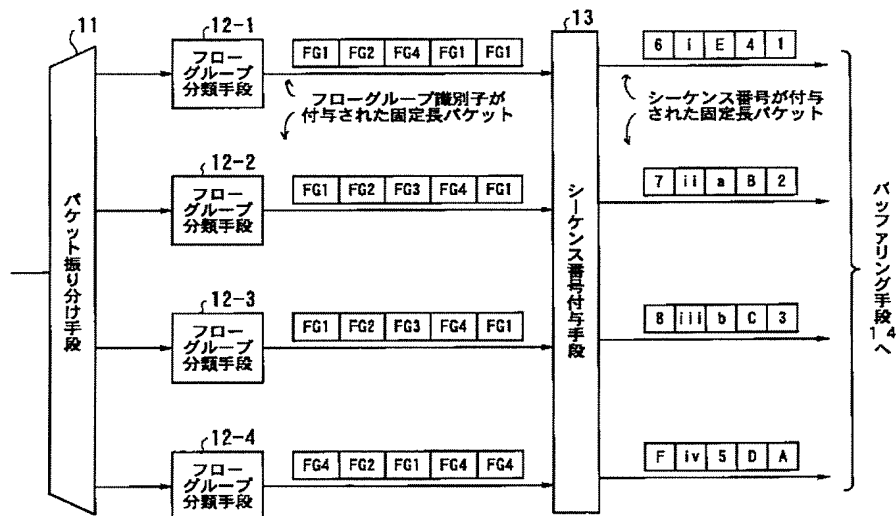 11
パケット振り分け手段
12-1
フロー
グループ
分類手段
FG1 FG2 FG4 FG1 FG1
フローグループ識別子が
付与された固定長パケット
13
シーケンス番号付与手段
6 i E 4 1
シーケンス番号が付与
された固定長パケット
12-2
フロー
グループ
分類手段
FG1 FG2 FG3 FG4 FG1
7 ii a B 2
12-3
フロー
グループ
分類手段
FG1 FG2 FG3 FG4 FG1
8 iii b C 3
12-4
フロー
グループ
分類手段
FG4 FG2 FG1 FG4 FG4
F iv 5 D A
バッファリング手段14へ